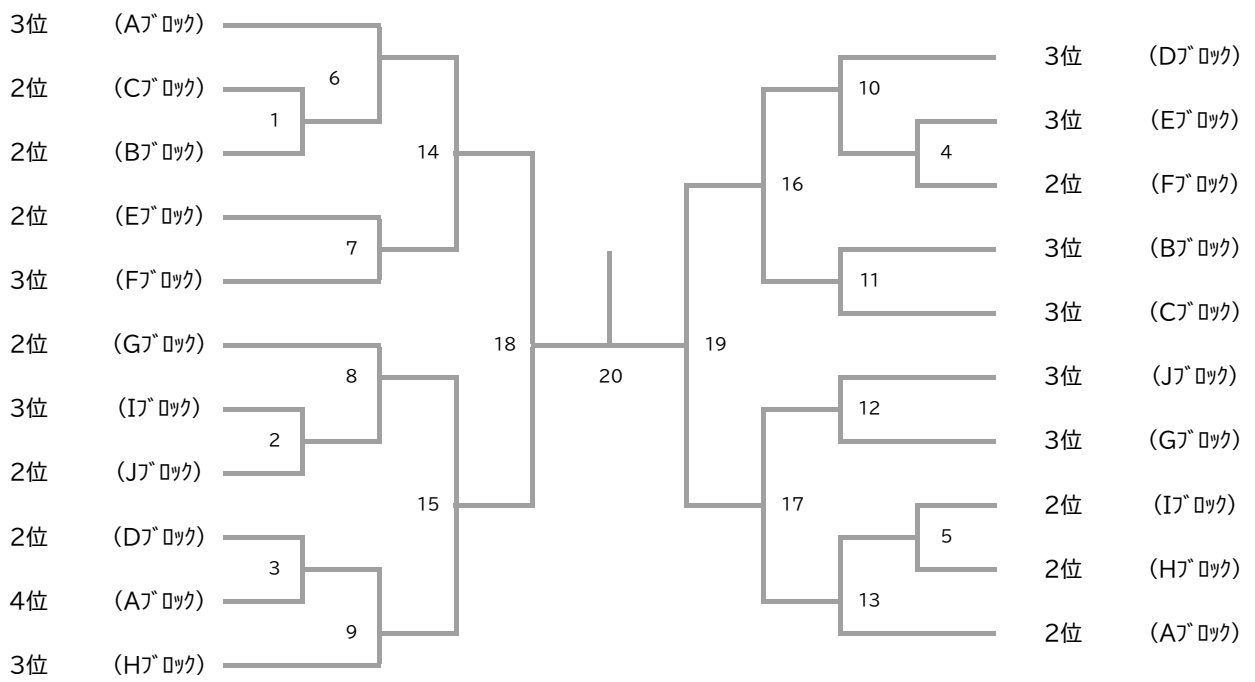 3位 (Aﾌﾞﾛｯｸ)
2位 (Cﾌﾞﾛｯｸ)
2位 (Bﾌﾞﾛｯｸ)
2位 (Eﾌﾞﾛｯｸ)
3位 (Fﾌﾞﾛｯｸ)
2位 (Gﾌﾞﾛｯｸ)
3位 (Iﾌﾞﾛｯｸ)
2位 (Jﾌﾞﾛｯｸ)
2位 (Dﾌﾞﾛｯｸ)
4位 (Aﾌﾞﾛｯｸ)
3位 (Hﾌﾞﾛｯｸ)
1
2
3
6
7
8
9
14
15
18
20
19
16
17
10
11
12
13
4
5
3位 (Dﾌﾞﾛｯｸ)
3位 (Eﾌﾞﾛｯｸ)
2位 (Fﾌﾞﾛｯｸ)
3位 (Bﾌﾞﾛｯｸ)
3位 (Cﾌﾞﾛｯｸ)
3位 (Jﾌﾞﾛｯｸ)
3位 (Gﾌﾞﾛｯｸ)
2位 (Iﾌﾞﾛｯｸ)
2位 (Hﾌﾞﾛｯｸ)
2位 (Aﾌﾞﾛｯｸ)